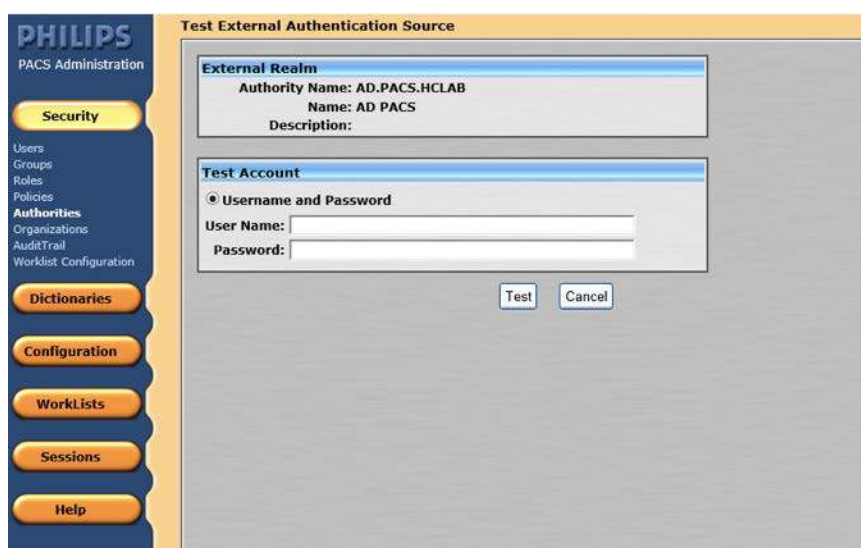 PHILIPS
PACS Administration
Security
Users
Groups
Roles
Policies
Authorities
Organizations
AuditTrail
Worklist Configuration
Dictionaries
Configuration
WorkLists
Sessions
Help
Test External Authentication Source
External Realm
Authority Name: AD.PACS.HCLAB
Name: AD PACS
Description:
Test Account
Username and Password
User Name:
Password:
Test Cancel